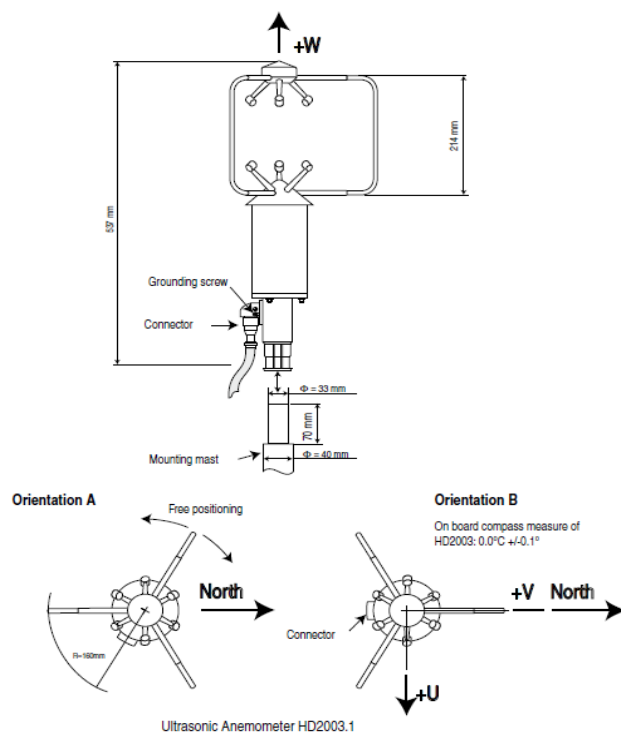 +W
214 mm
537 mm
Grounding screw
Connector
Φ = 33 mm
70 mm
Mounting mast
Φ = 40 mm
Orientation A
Orientation B
Free positioning
On board compass measure of
HD2003: 0.0°C +/-0.1°
North
+V North
Connector
R=160mm
+U
Ultrasonic Anemometer HD2003.1